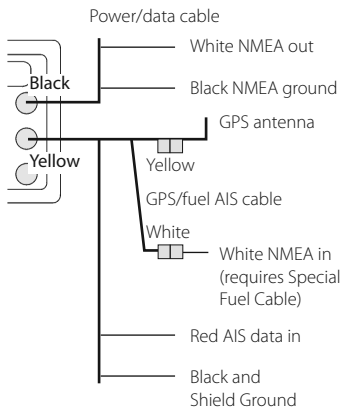 Power/data cable
White NMEA out
Black
Black NMEA ground
GPS antenna
Yellow
Yellow
GPS/fuel AIS cable
White
White NMEA in
(requires Special
Fuel Cable)
Red AIS data in
Black and
Shield Ground